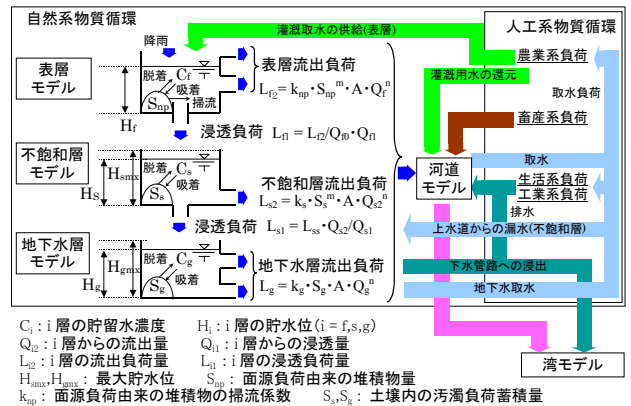 自然系物質循環
人工系物質循環
降雨
灌漑取水の供給(表層)
農業系負荷
表層
モデル
脱着
Cf
吸着
Snp
掃流
Hf
表層流出負荷
Lf2=knp・Snp^m・A・Qf^n
灌漑用水の還元
取水負荷
畜産系負荷
浸透負荷 Lf1=Lf2/Qf0・Qf1
不飽和層
モデル
Hs
Hsmx
脱着
Cs
吸着
Ss
不飽和層流出負荷
Ls2=ks・Ss^m・A・Qs2^n
河道
モデル
取水
生活系負荷
工業系負荷
排水
浸透負荷 Ls1=Lss・Qs2/Qs1
上水道からの漏水(不飽和層)
地下水層
モデル
Hg
Hgmx
脱着
Cg
吸着
Sg
地下水層流出負荷
Lg=kg・Sg・A・Qg^n
下水管路への浸出
地下水取水
湾モデル
Ci：i層の貯留水濃度 Hi：i層の貯水位(i=f,s,g)
Qi2：i層からの流出量 Qi1：i層からの浸透量
Li2：i層の流出負荷量 Li1：i層の浸透負荷量
Hsmx,Hgmx：最大貯水位 Snp：面源負荷由来の堆積物量
knp：面源負荷由来の堆積物の掃流係数 Ss,Sg：土壌内の汚濁負荷蓄積量